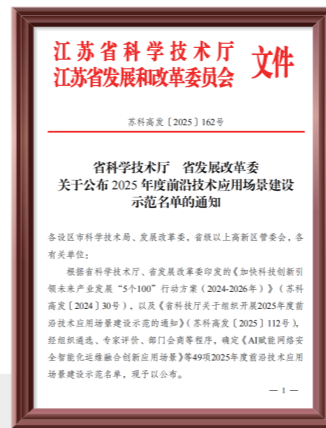 江苏省科学技术厅
江苏省发展和改革委员会
文件
苏科高发〔2025〕162号
省科学技术厅 省发展改革委
关于公布 2025 年度前沿技术应用场景建设
示范名单的通知
各设区市科学技术局、发展改革委，省级以上高新区管委会，各
有关单位：
根据省科学技术厅、省发展改革委印发的《加快科技创新引
领未来产业发展“5个100”行动方案（2024-2026年）》（苏科
高发〔2024〕30号），以及《省科技厅关于组织开展2025年度前
沿技术应用场景建设示范的通知》（苏科高发〔2025〕112号），
经组织遴选、专家评价、部门会商等程序，确定《AI赋能网络安
全智能化运维融合创新应用场景》等49项2025年度前沿技术应用
场景建设示范名单，现予以公布。
— 1 —